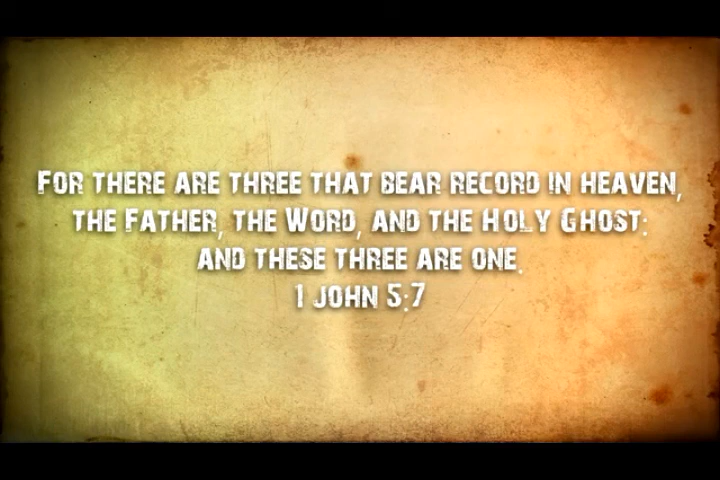 For there are three that bear record in heaven,
the Father, the Word, and the Holy Ghost:
and these three are one.
1 John 5:7